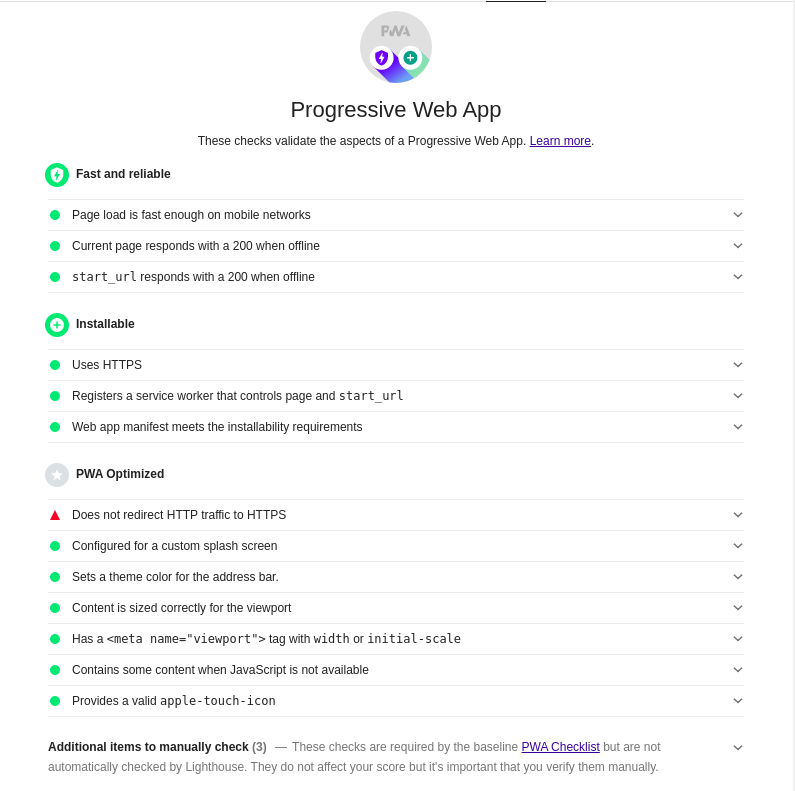 PWA
Progressive Web App
These checks validate the aspects of a Progressive Web App. Learn more.
Fast and reliable
Page load is fast enough on mobile networks
Current page responds with a 200 when offline
start_url responds with a 200 when offline
Installable
Uses HTTPS
Registers a service worker that controls page and start_url
Web app manifest meets the installability requirements
PWA Optimized
Does not redirect HTTP traffic to HTTPS
Configured for a custom splash screen
Sets a theme color for the address bar.
Content is sized correctly for the viewport
Has a <meta name="viewport"> tag with width or initial-scale
Contains some content when JavaScript is not available
Provides a valid apple-touch-icon
Additional items to manually check (3) — These checks are required by the baseline PWA Checklist but are not
automatically checked by Lighthouse. They do not affect your score but it's important that you verify them manually.